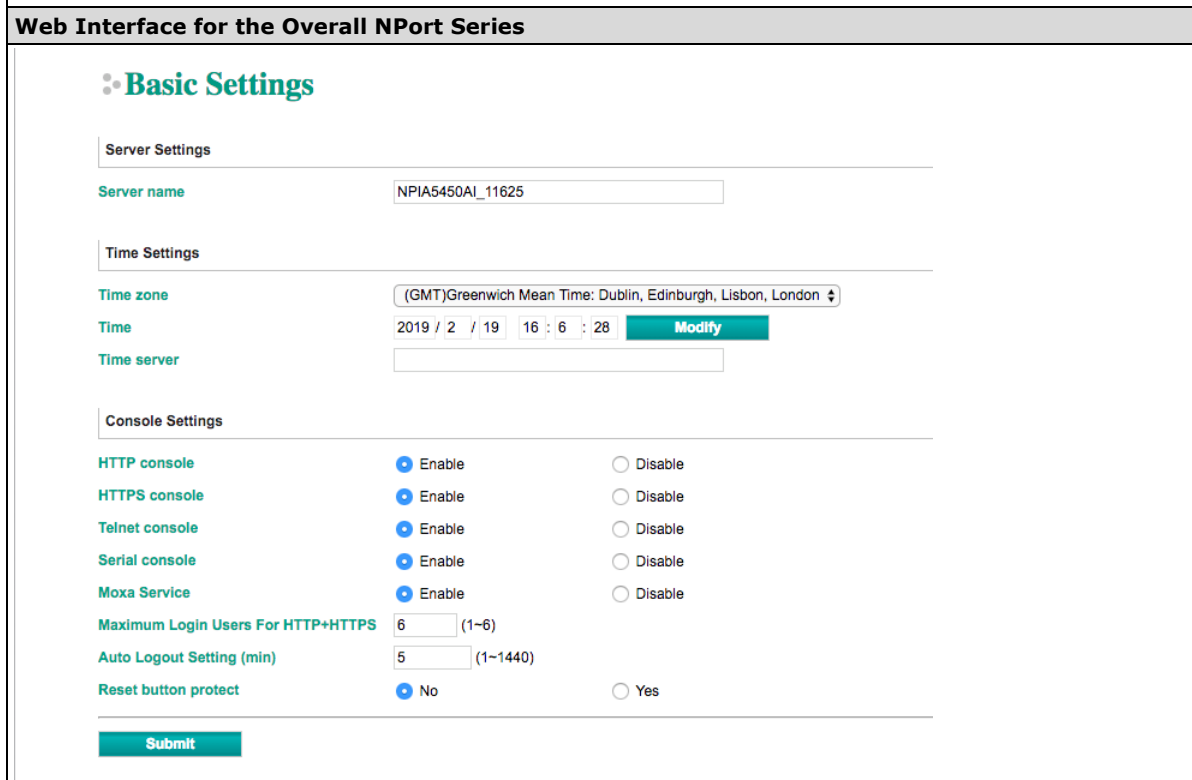 Web Interface for the Overall NPort Series
Basic Settings
Server Settings
Server name NPIA5450AI_11625
Time Settings
Time zone (GMT)Greenwich Mean Time: Dublin, Edinburgh, Lisbon, London
Time 2019 / 2 / 19 16 : 6 : 28 Modify
Time server
Console Settings
HTTP console Enable Disable
HTTPS console Enable Disable
Telnet console Enable Disable
Serial console Enable Disable
Moxa Service Enable Disable
Maximum Login Users For HTTP+HTTPS 6 (1~6)
Auto Logout Setting (min) 5 (1~1440)
Reset button protect No Yes
Submit